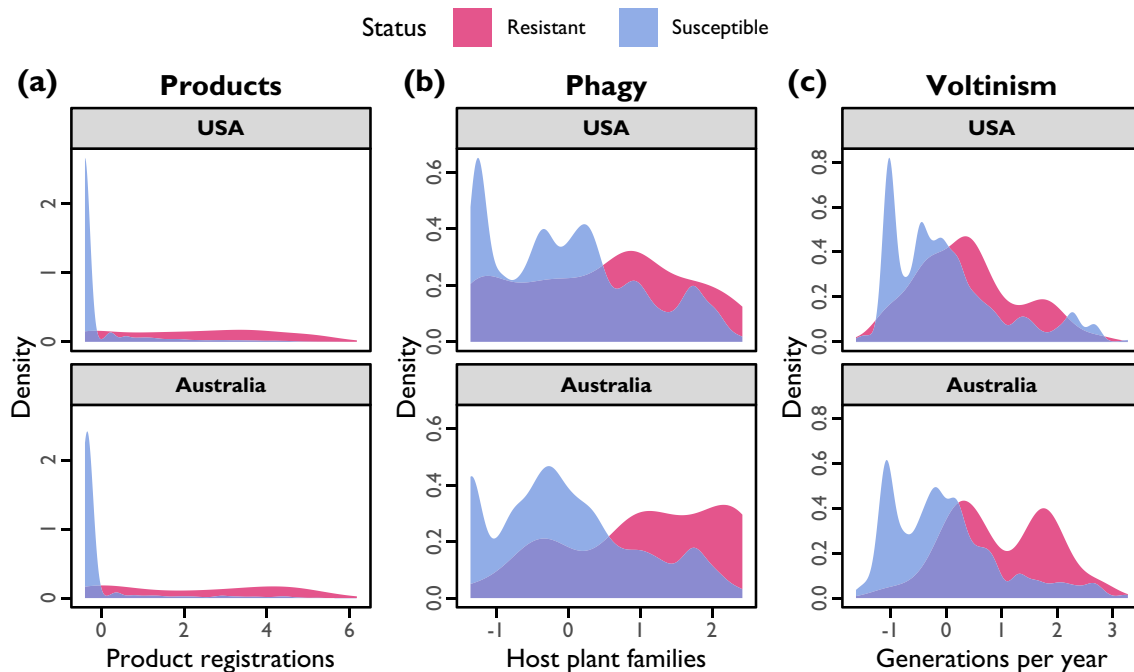 Status Resistant Susceptible
(a) Products (b) Phagy (c) Voltinism
USA USA USA
Density 0 1 2
Density 0.0 0.2 0.4 0.6
Density 0.0 0.2 0.4 0.6 0.8
Australia Australia Australia
0 1 2
0.0 0.2 0.4 0.6
0.0 0.2 0.4 0.6 0.8
0 2 4 6 -1 0 1 2 -1 0 1 2 3
Product registrations Host plant families Generations per year